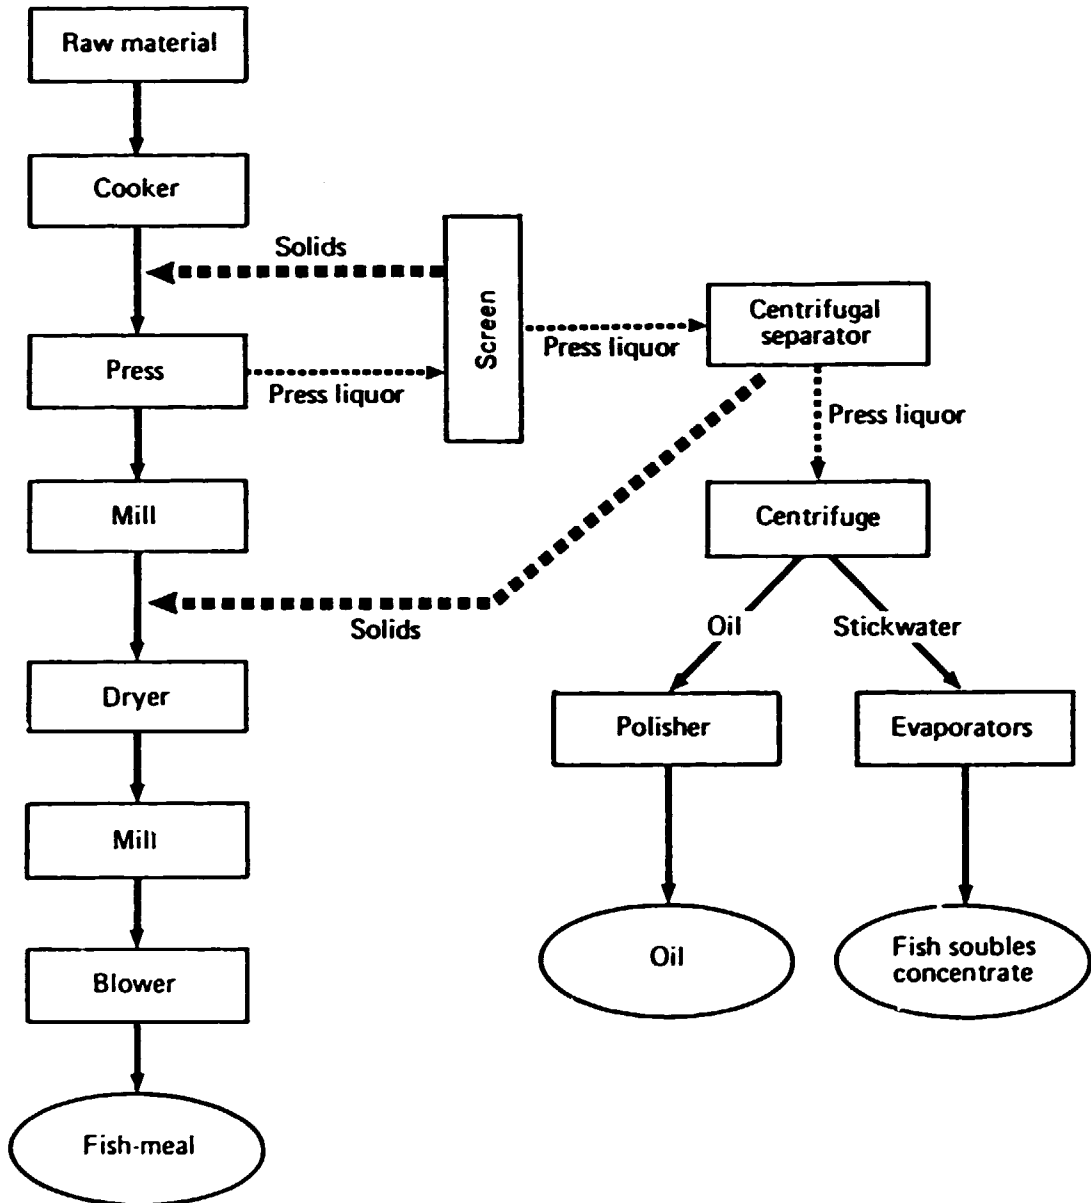 Raw material
Cooker
Solids
Screen
Press liquor
Centrifugal
separator
Press
Press liquor
Press liquor
Mill
Centrifuge
Solids
Oil
Stickwater
Dryer
Polisher
Evaporators
Mill
Blower
Oil
Fish soubles
concentrate
Fish-meal